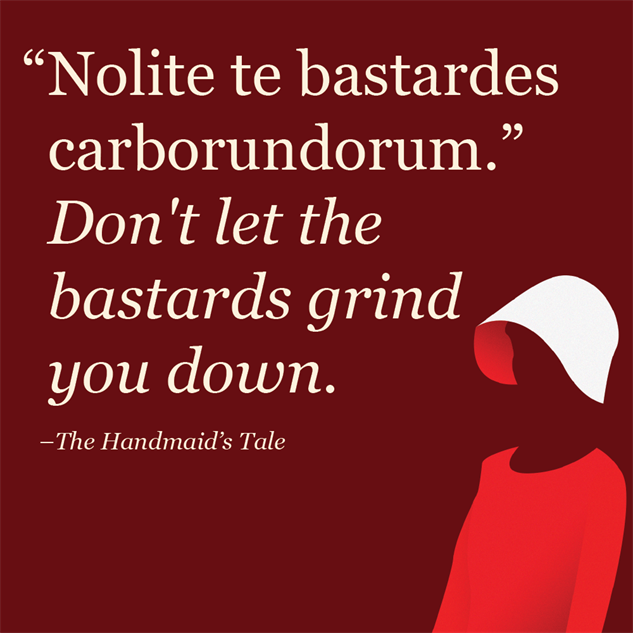 “Nolite te bastardes
carborundorum.”
Don't let the
bastards grind
you down.
–The Handmaid’s Tale